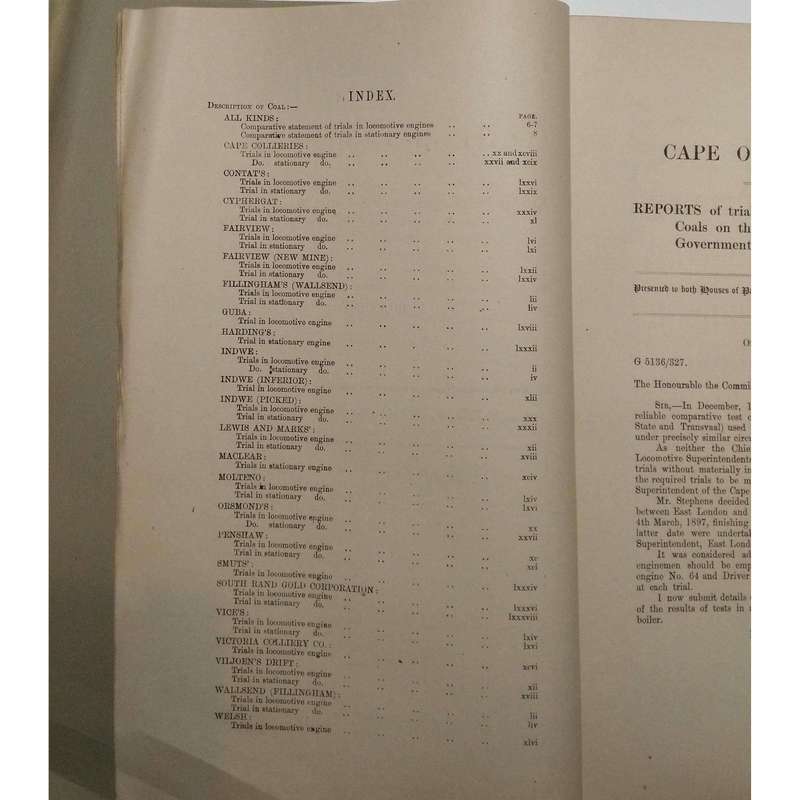 INDEX.
DESCRIPTION OF COAL:—
PAGE.
ALL KINDS:
Comparative statement of trials in locomotive engines .. .. 6-7
Comparative statement of trials in stationary engines .. .. 8
CAPE COLLIERIES:
Trials in locomotive engine .. .. .. .. .. xx and xcviii
Do. stationary do. .. .. .. .. xxvii and xcix
CONTAT'S:
Trials in locomotive engine .. .. .. .. .. lxxvi
Trial in stationary do. .. .. .. .. .. lxxix
CYPHERGAT:
Trials in locomotive engine .. .. .. .. .. xxxiv
Trial in stationary do. .. .. .. .. .. xl
FAIRVIEW:
Trials in locomotive engine .. .. .. .. .. lvi
Trial in stationary do. .. .. .. .. .. lxi
FAIRVIEW (NEW MINE):
Trials in locomotive engine .. .. .. .. .. lxxii
Trial in stationary do. .. .. .. .. .. lxxiv
FILLINGHAM'S (WALLSEND):
Trials in locomotive engine .. .. .. .. .. lii
Trial in stationary do. .. .. .. .. .. liv
GUBA:
Trial in locomotive engine .. .. .. .. .. lxviii
HARDING'S:
Trial in stationary engine .. .. .. .. .. lxxxii
INDWE:
Trials in locomotive engine .. .. .. .. .. ii
Do. stationary do. .. .. .. .. .. iv
INDWE (INFERIOR):
Trial in locomotive engine .. .. .. .. .. xlii
INDWE (PICKED):
Trials in locomotive engine .. .. .. .. .. xxx
Trial in stationary do. .. .. .. .. .. xxxii
LEWIS AND MARKS':
Trials in locomotive engine .. .. .. .. .. xii
Trial in stationary do. .. .. .. .. .. xviii
MACLEAR:
Trials in stationary engine .. .. .. .. .. xciv
MOLTENO:
Trials in locomotive engine .. .. .. .. .. lxiv
Trial in stationary do. .. .. .. .. .. lxvi
ORSMOND'S:
Trials in locomotive engine .. .. .. .. .. xx
Do. stationary do. .. .. .. .. .. xxvii
PENSHAW:
Trials in locomotive engine .. .. .. .. .. xc
Trial in stationary do. .. .. .. .. .. xci
SMUTS':
Trials in locomotive engine .. .. .. .. .. lxxxiv
SOUTH RAND GOLD CORPORATION:
Trials in locomotive engine .. .. .. .. .. lxxxvi
Trial in stationary do. .. .. .. .. .. lxxxviii
VICE'S:
Trials in locomotive engine .. .. .. .. .. lxiv
Trial in stationary do. .. .. .. .. .. lxvi
VICTORIA COLLIERY CO.:
Trials in locomotive engine .. .. .. .. .. xcvi
VILJOEN'S DRIFT:
Trials in locomotive engine .. .. .. .. .. xii
Trial in stationary do. .. .. .. .. .. xviii
WALLSEND (FILLINGHAM):
Trials in locomotive engine .. .. .. .. .. lii
Trial in stationary do. .. .. .. .. .. liv
WELSH:
Trials in locomotive engine .. .. .. .. .. xlvi
CAPE O
REPORTS of tria
Coals on th
Government
Presented to both Houses of Pa
G 5136/327.
The Honourable the Commi
SIR,—In December, 1
reliable comparative test o
State and Transvaal) used
under precisely similar circu
As neither the Chie
Locomotive Superintendents
trials without materially in
the required trials to be m
Superintendent of the Cape
Mr. Stephens decided
between East London and
4th March, 1897, finishing
latter date were undertak
Superintendent, East Lond
It was considered ad
enginemen should be emp
engine No. 64 and Driver
at each trial.
I now submit details
of the results of tests in
boiler.